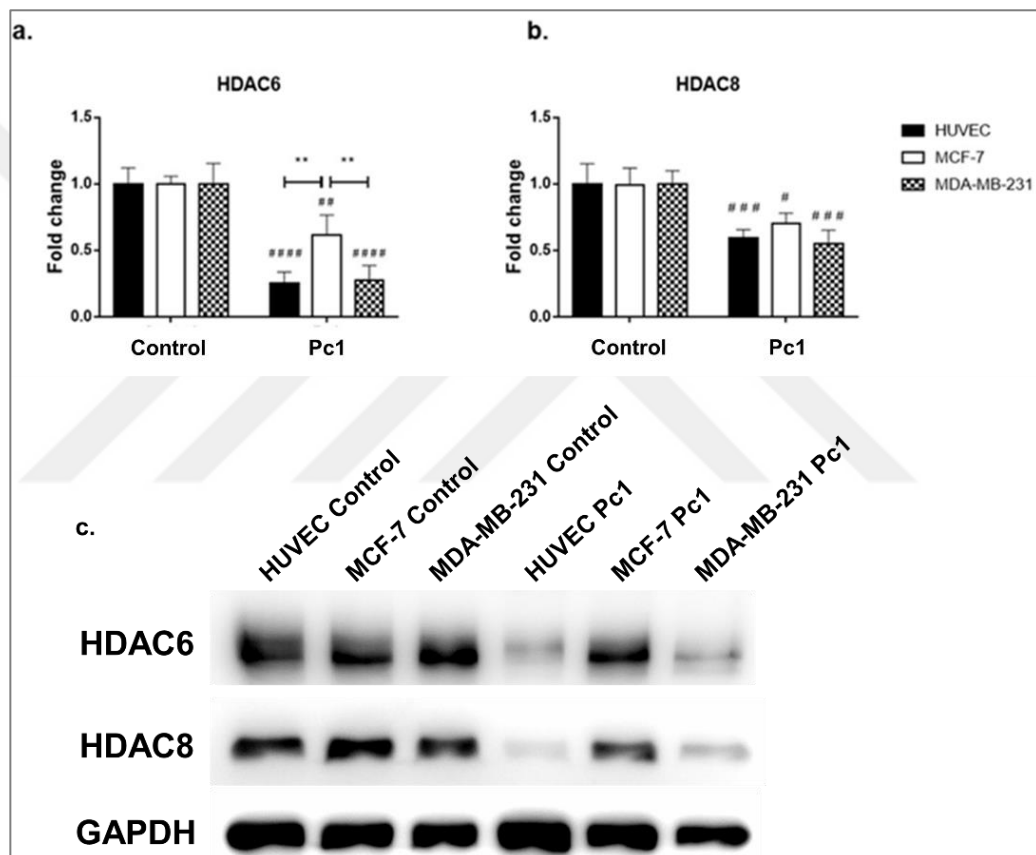 a.
HDAC6
Fold change
1.5
1.0
0.5
0.0
** **
##
#### ####
Control Pc1
b.
HDAC8
Fold change
1.5
1.0
0.5
0.0
### # ###
Control Pc1
HUVEC
MCF-7
MDA-MB-231
c.
HUVEC Control
MCF-7 Control
MDA-MB-231 Control
HUVEC Pc1
MCF-7 Pc1
MDA-MB-231 Pc1
HDAC6
HDAC8
GAPDH